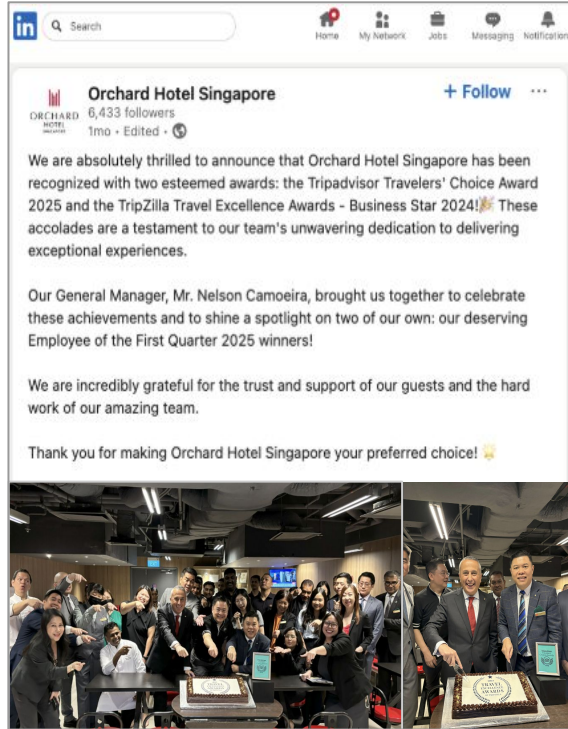 in
Search
Home
My Network
Jobs
Messaging
Notification
ORCHARD
HOTEL
SINGAPORE
Orchard Hotel Singapore
6,433 followers
1mo • Edited •
+ Follow ...
We are absolutely thrilled to announce that Orchard Hotel Singapore has been
recognized with two esteemed awards: the Tripadvisor Travelers' Choice Award
2025 and the TripZilla Travel Excellence Awards - Business Star 2024!🎉 These
accolades are a testament to our team's unwavering dedication to delivering
exceptional experiences.
Our General Manager, Mr. Nelson Camoeira, brought us together to celebrate
these achievements and to shine a spotlight on two of our own: our deserving
Employee of the First Quarter 2025 winners!
We are incredibly grateful for the trust and support of our guests and the hard
work of our amazing team.
Thank you for making Orchard Hotel Singapore your preferred choice! 🌟
TRAVEL
AWARDS